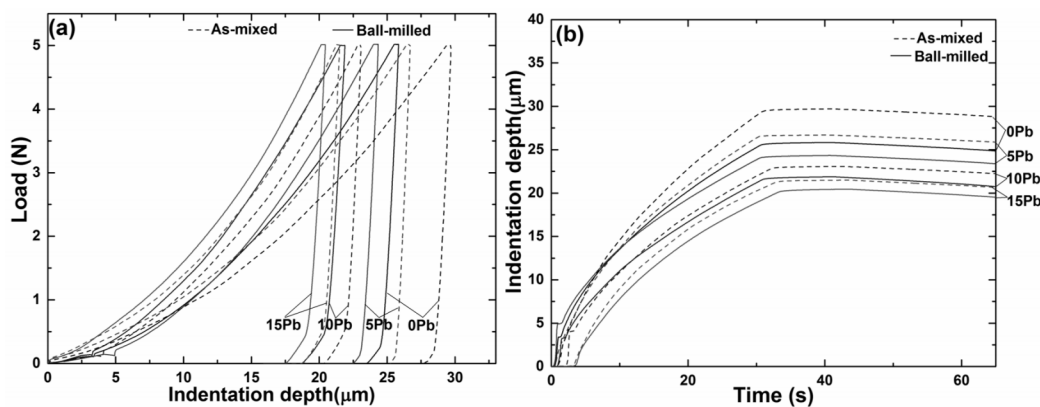 (a)
As-mixed
Ball-milled
5
4
3
2
1
0
Load (N)
15Pb
10Pb
5Pb
0Pb
0
5
10
15
20
25
30
Indentation depth(μm)
(b)
As-mixed
Ball-milled
40
35
30
25
20
15
10
5
0
Indentation depth(μm)
0Pb
5Pb
10Pb
15Pb
0
20
40
60
Time (s)